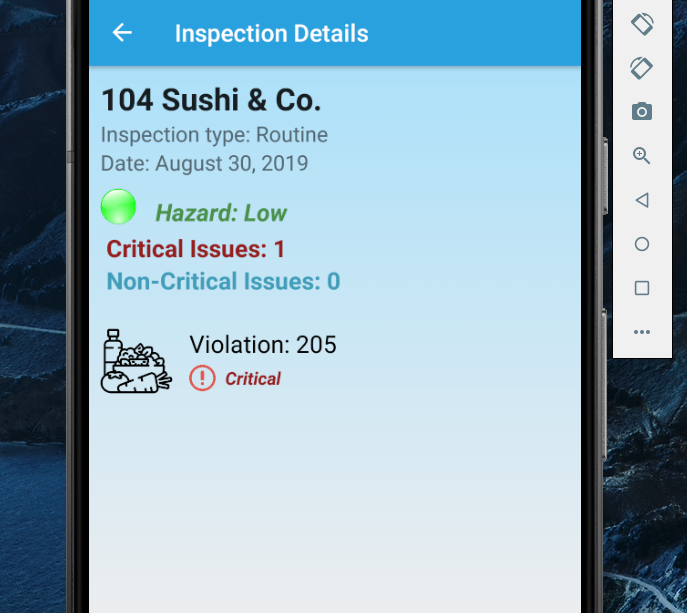 Inspection Details
104 Sushi & Co.
Inspection type: Routine
Date: August 30, 2019
Hazard: Low
Critical Issues: 1
Non-Critical Issues: 0
Violation: 205
Critical